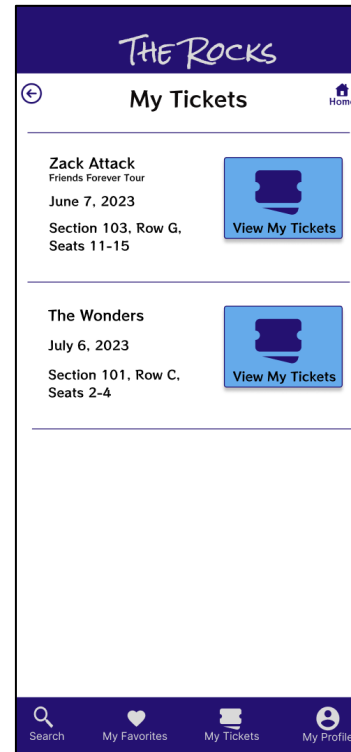 THE ROCKS
My Tickets
Home
Zack Attack
Friends Forever Tour
June 7, 2023
Section 103, Row G,
Seats 11-15
View My Tickets
The Wonders
July 6, 2023
Section 101, Row C,
Seats 2-4
View My Tickets
Search
My Favorites
My Tickets
My Profile